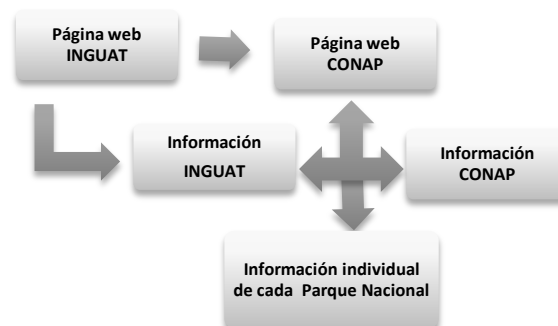 Página web
INGUAT
Página web
CONAP
Información
INGUAT
Información
CONAP
Información individual
de cada Parque Nacional